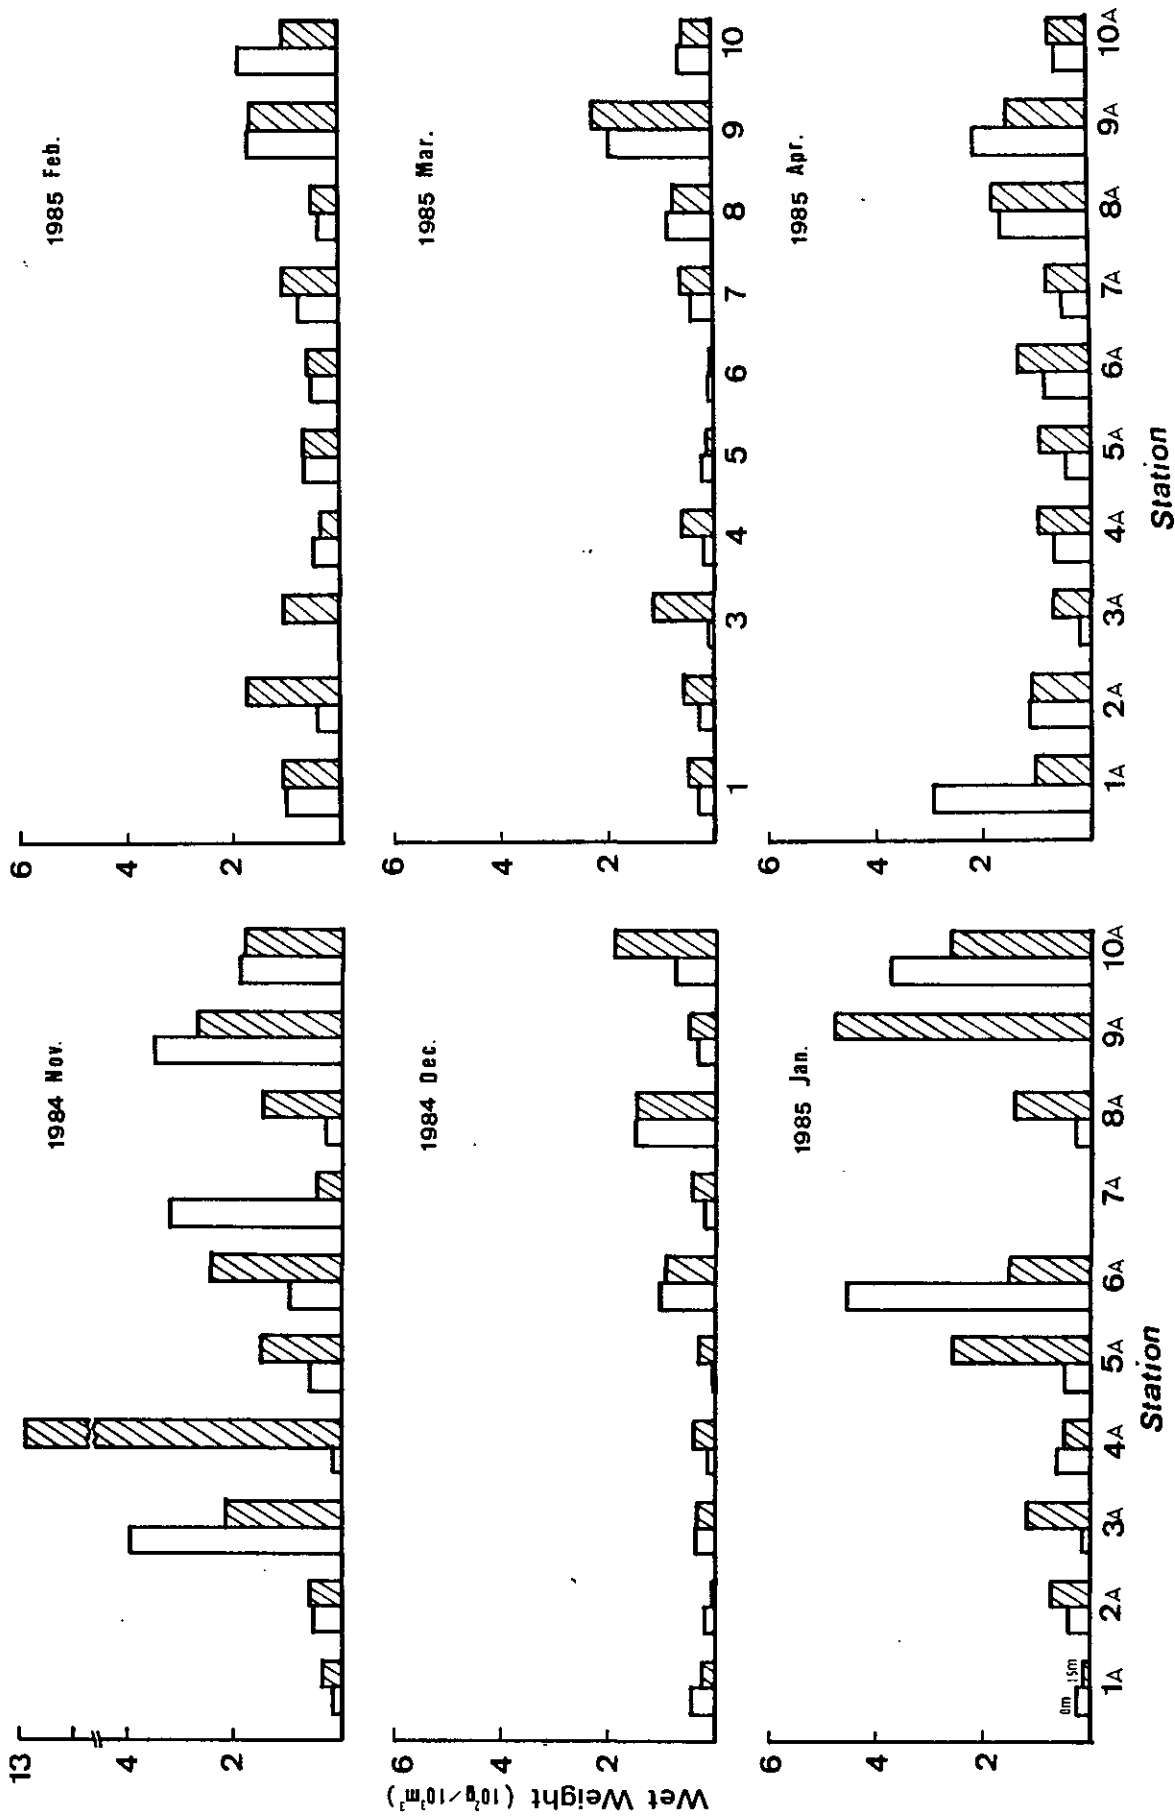 1984 Nov.
13
4
2
1984 Dec.
6
4
2
Wet Weight (10²g/10³m³)
1985 Jan.
6
4
2
0m 15m
1A 2A 3A 4A 5A 6A 7A 8A 9A 10A
Station
1985 Feb.
6
4
2
1985 Mar.
6
4
2
1 3 4 5 6 7 8 9 10
1985 Apr.
6
4
2
1A 2A 3A 4A 5A 6A 7A 8A 9A 10A
Station